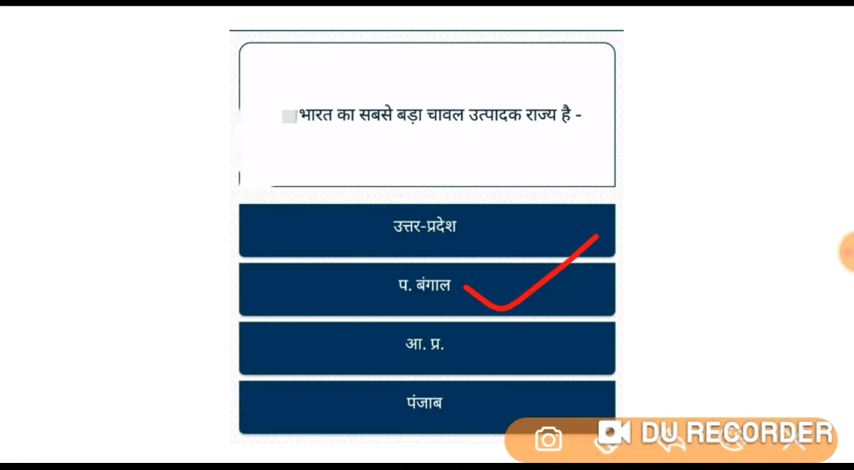 भारत का सबसे बड़ा चावल उत्पादक राज्य है -
उत्तर-प्रदेश
प. बंगाल
आ. प्र.
पंजाब
DU RECORDER